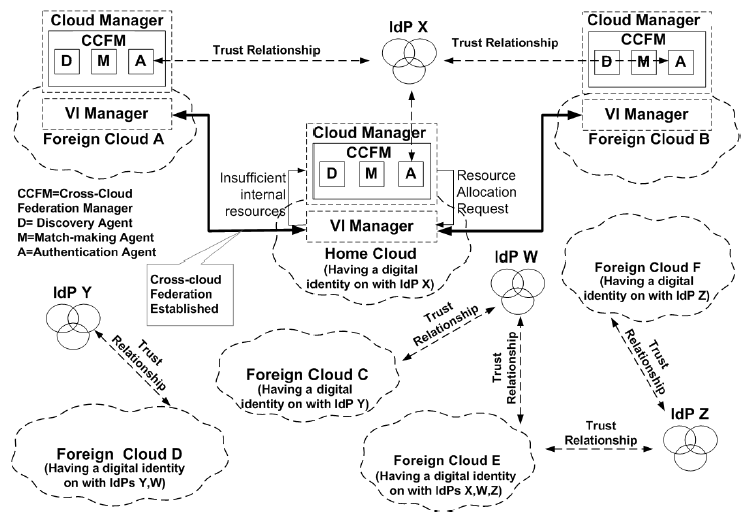 Cloud Manager
CCFM
D M A
VI Manager
Foreign Cloud A
Trust Relationship
IdP X
Trust Relationship
Cloud Manager
CCFM
D M A
VI Manager
Foreign Cloud B
Cloud Manager
CCFM
D M A
VI Manager
Home Cloud
(Having a digital
identity on with IdP X)
Insufficient
internal
resources
Resource
Allocation
Request
CCFM=Cross-Cloud
Federation Manager
D= Discovery Agent
M=Match-making Agent
A=Authentication Agent
Cross-cloud
Federation
Established
IdP Y
Trust
Relationship
Foreign Cloud D
(Having a digital identity
on with IdPs Y,W)
Foreign Cloud C
(Having a digital
identity on with IdP Y)
Trust
Relationship
IdP W
Trust
Relationship
Foreign Cloud E
(Having a digital identity
on with IdPs X,W,Z)
Trust
Relationship
Foreign Cloud F
(Having a digital
identity on with IdP Z)
Trust
Relationship
IdP Z